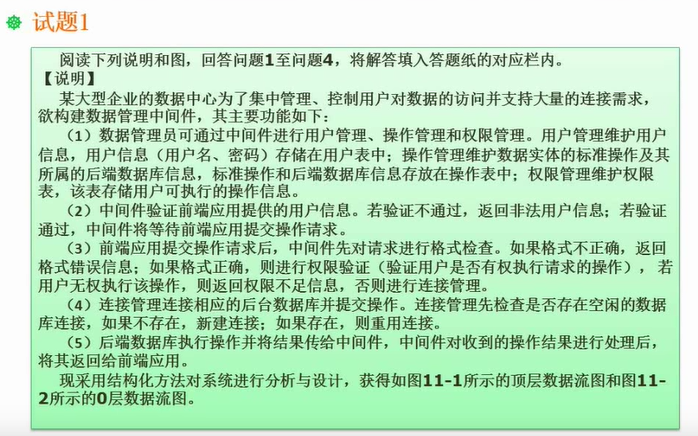 试题1
阅读下列说明和图，回答问题1至问题4，将解答填入答题纸的对应栏内。
【说明】
某大型企业的数据中心为了集中管理、控制用户对数据的访问并支持大量的连接需求，
欲构建数据管理中间件，其主要功能如下：
（1）数据管理员可通过中间件进行用户管理、操作管理和权限管理。用户管理维护用户
信息，用户信息（用户名、密码）存储在用户表中；操作管理维护数据实体的标准操作及其
所属的后端数据库信息，标准操作和后端数据库信息存放在操作表中；权限管理维护权限
表，该表存储用户可执行的操作信息。
（2）中间件验证前端应用提供的用户信息。若验证不通过，返回非法用户信息；若验证
通过，中间件将等待前端应用提交操作请求。
（3）前端应用提交操作请求后，中间件先对请求进行格式检查。如果格式不正确，返回
格式错误信息；如果格式正确，则进行权限验证（验证用户是否有权执行请求的操作），若
用户无权执行该操作，则返回权限不足信息，否则进行连接管理。
（4）连接管理连接相应的后台数据库并提交操作。连接管理先检查是否存在空闲的数据
库连接，如果不存在，新建连接；如果存在，则重用连接。
（5）后端数据库执行操作并将结果传给中间件，中间件对收到的操作结果进行处理后，
将其返回给前端应用。
现采用结构化方法对系统进行分析与设计，获得如图11-1所示的顶层数据流图和图11-
2所示的0层数据流图。